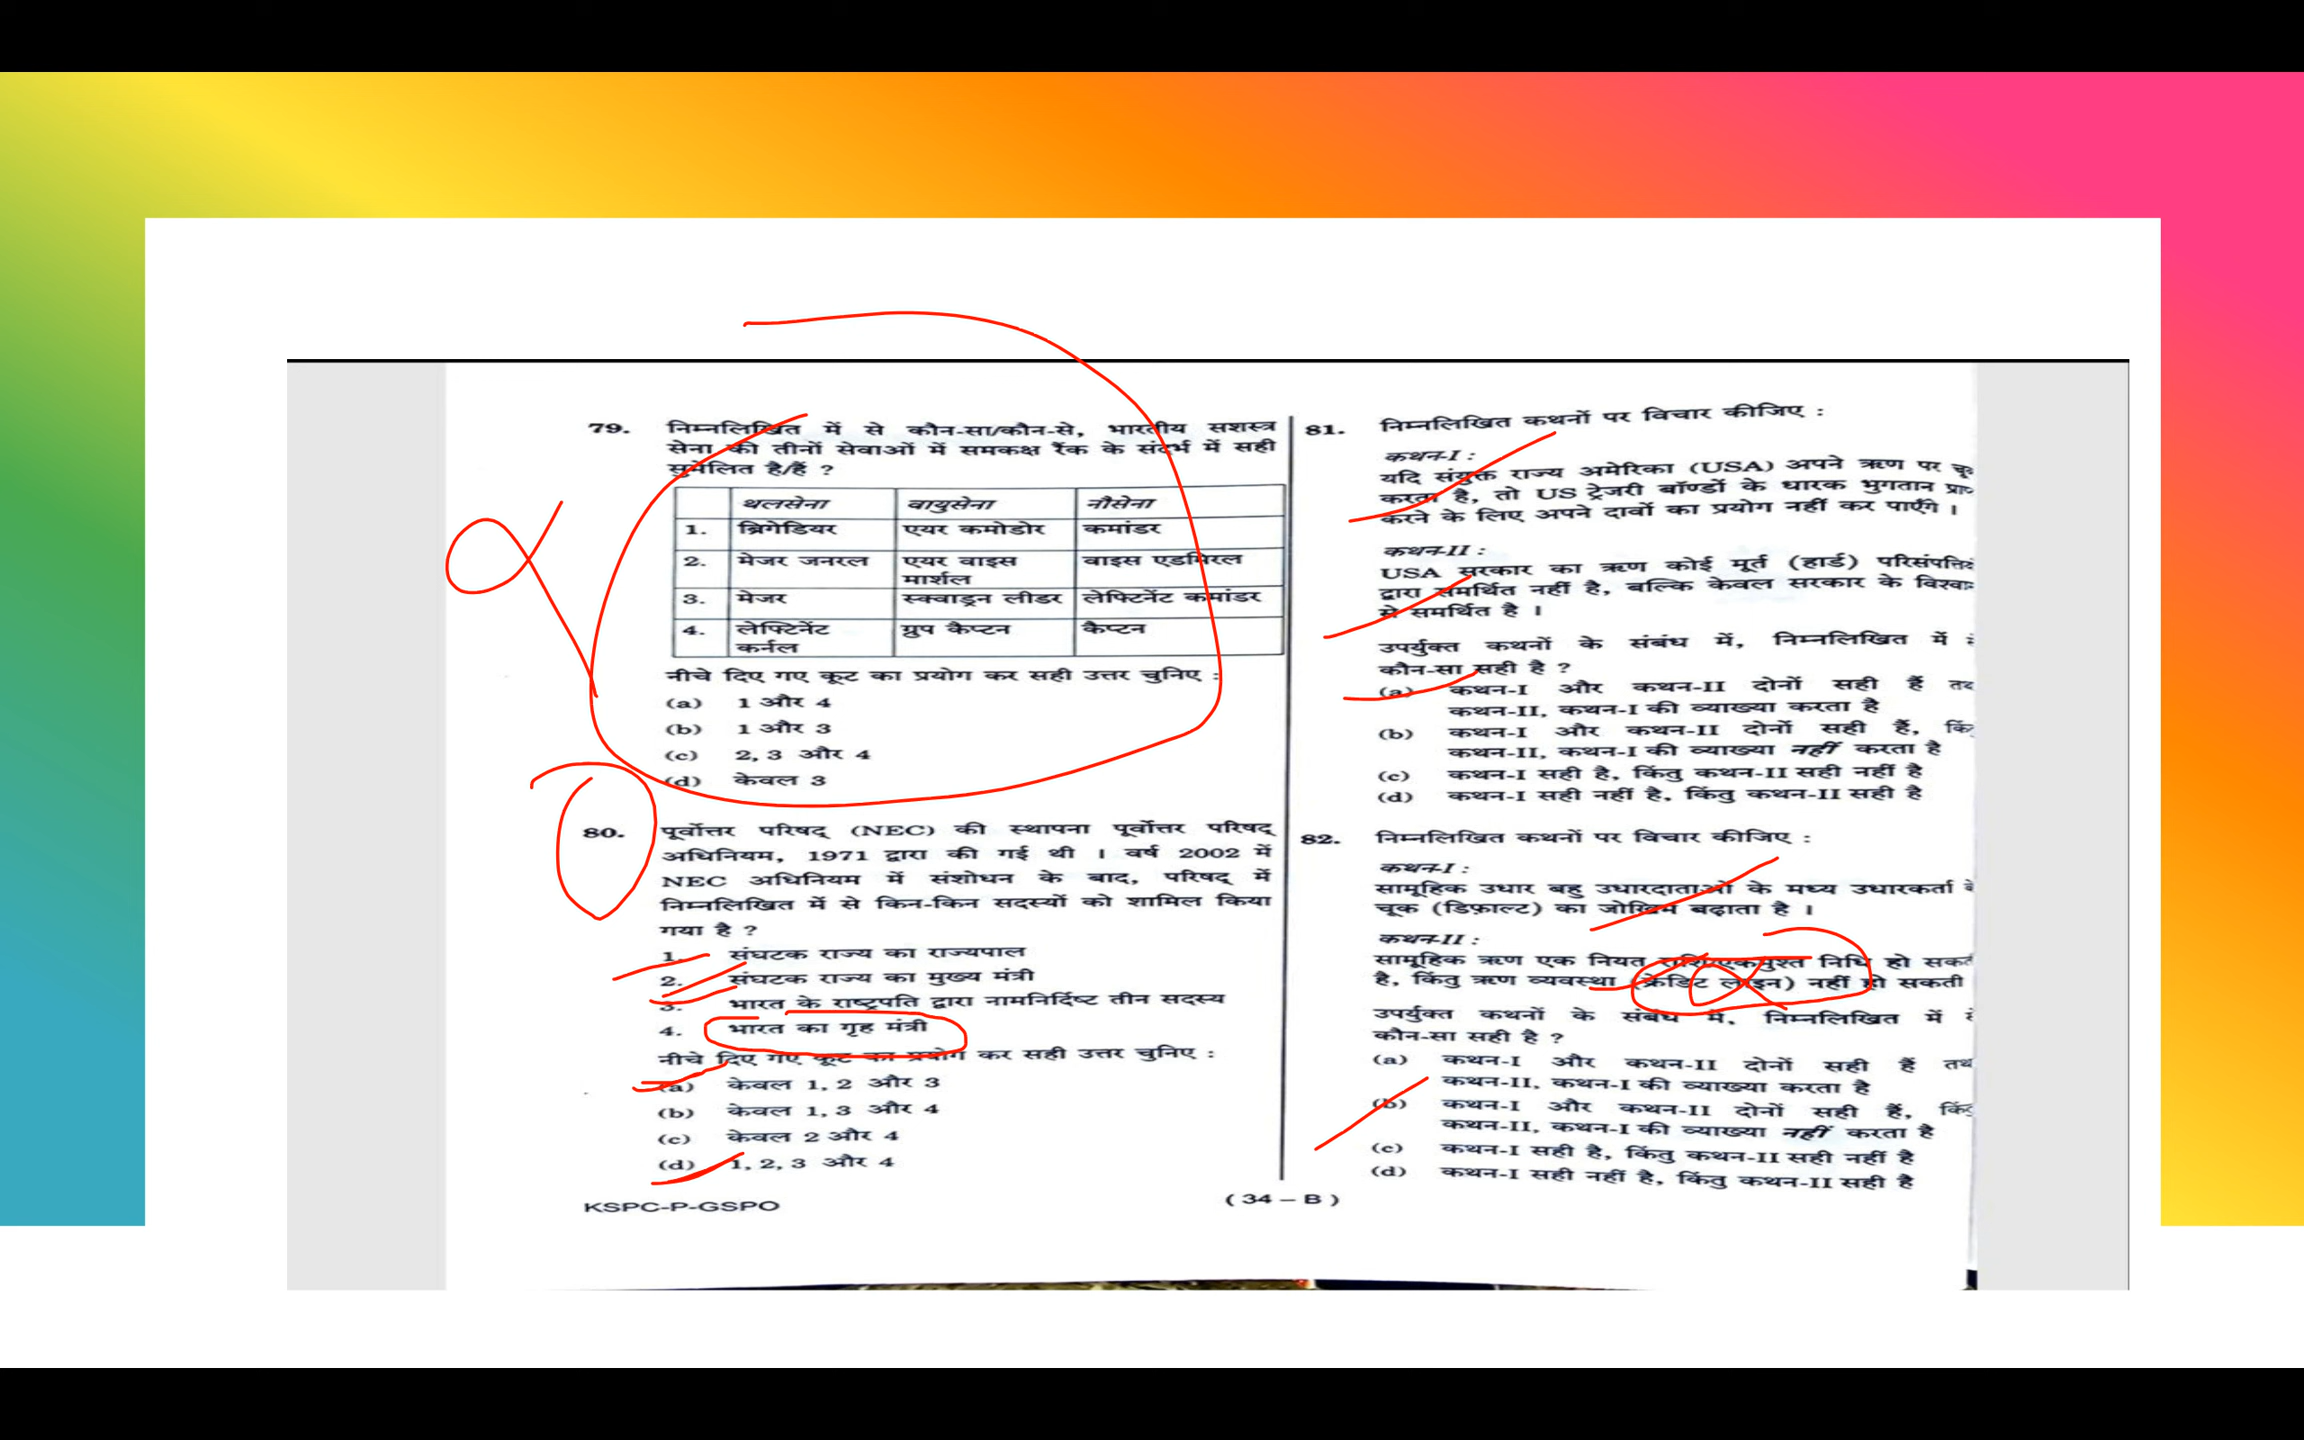 79. निम्नलिखित में से कौन-सा/कौन-से, भारतीय सशस्त्र
सेना की तीनों सेवाओं में समकक्ष रैंक के संदर्भ में सही
सुमेलित है/हैं ?
थलसेना वायुसेना नौसेना
1. ब्रिगेडियर एयर कमोडोर कमांडर
2. मेजर जनरल एयर वाइस मार्शल वाइस एडमिरल
3. मेजर स्क्वाड्रन लीडर लेफ्टिनेंट कमांडर
4. लेफ्टिनेंट कर्नल ग्रुप कैप्टन कैप्टन
नीचे दिए गए कूट का प्रयोग कर सही उत्तर चुनिए :
(a) 1 और 4
(b) 1 और 3
(c) 2, 3 और 4
(d) केवल 3
80. पूर्वोत्तर परिषद् (NEC) की स्थापना पूर्वोत्तर परिषद्
अधिनियम, 1971 द्वारा की गई थी । वर्ष 2002 में
NEC अधिनियम में संशोधन के बाद, परिषद् में
निम्नलिखित में से किन-किन सदस्यों को शामिल किया
गया है ?
1. संघटक राज्य का राज्यपाल
2. संघटक राज्य का मुख्य मंत्री
3. भारत के राष्ट्रपति द्वारा नामनिर्दिष्ट तीन सदस्य
4. भारत का गृह मंत्री
नीचे दिए गए कूट का प्रयोग कर सही उत्तर चुनिए :
(a) केवल 1, 2 और 3
(b) केवल 1, 3 और 4
(c) केवल 2 और 4
(d) 1, 2, 3 और 4
KSPC-P-GSPO
81. निम्नलिखित कथनों पर विचार कीजिए :
कथन-I :
यदि संयुक्त राज्य अमेरिका (USA) अपने ऋण पर
करता है, तो US ट्रेजरी बॉण्डों के धारक भुगतान
करने के लिए अपने दावों का प्रयोग नहीं कर पाएँगे ।
कथन-II :
USA सरकार का ऋण कोई मूर्त (हार्ड)
द्वारा समर्थित नहीं है, बल्कि केवल सरकार के
से समर्थित है ।
उपर्युक्त कथनों के संबंध में, निम्नलिखित में
कौन-सा सही है ?
(a) कथन-I और कथन-II दोनों सही हैं
कथन-II, कथन-I की व्याख्या करता है
(b) कथन-I और कथन-II दोनों सही हैं,
कथन-II, कथन-I की व्याख्या नहीं करता है
(c) कथन-I सही है, किंतु कथन-II सही नहीं है
(d) कथन-I सही नहीं है, किंतु कथन-II सही है
82. निम्नलिखित कथनों पर विचार कीजिए :
कथन-I :
सामूहिक उधार बहु उधारदाताओं के मध्य उधारकर्ता
चूक (डिफ़ाल्ट) का जोखिम बढ़ाता है ।
कथन-II :
सामूहिक ऋण एक नियत राशि/एकमुश्त निधि हो
है, किंतु ऋण व्यवस्था (क्रेडिट लाइन) नहीं हो सकती
उपर्युक्त कथनों के संबंध में, निम्नलिखित में
कौन-सा सही है ?
(a) कथन-I और कथन-II दोनों सही हैं
कथन-II, कथन-I की व्याख्या करता है
(b) कथन-I और कथन-II दोनों सही हैं,
कथन-II, कथन-I की व्याख्या नहीं करता है
(c) कथन-I सही है, किंतु कथन-II सही नहीं है
(d) कथन-I सही नहीं है, किंतु कथन-II सही है
( 34 – B )